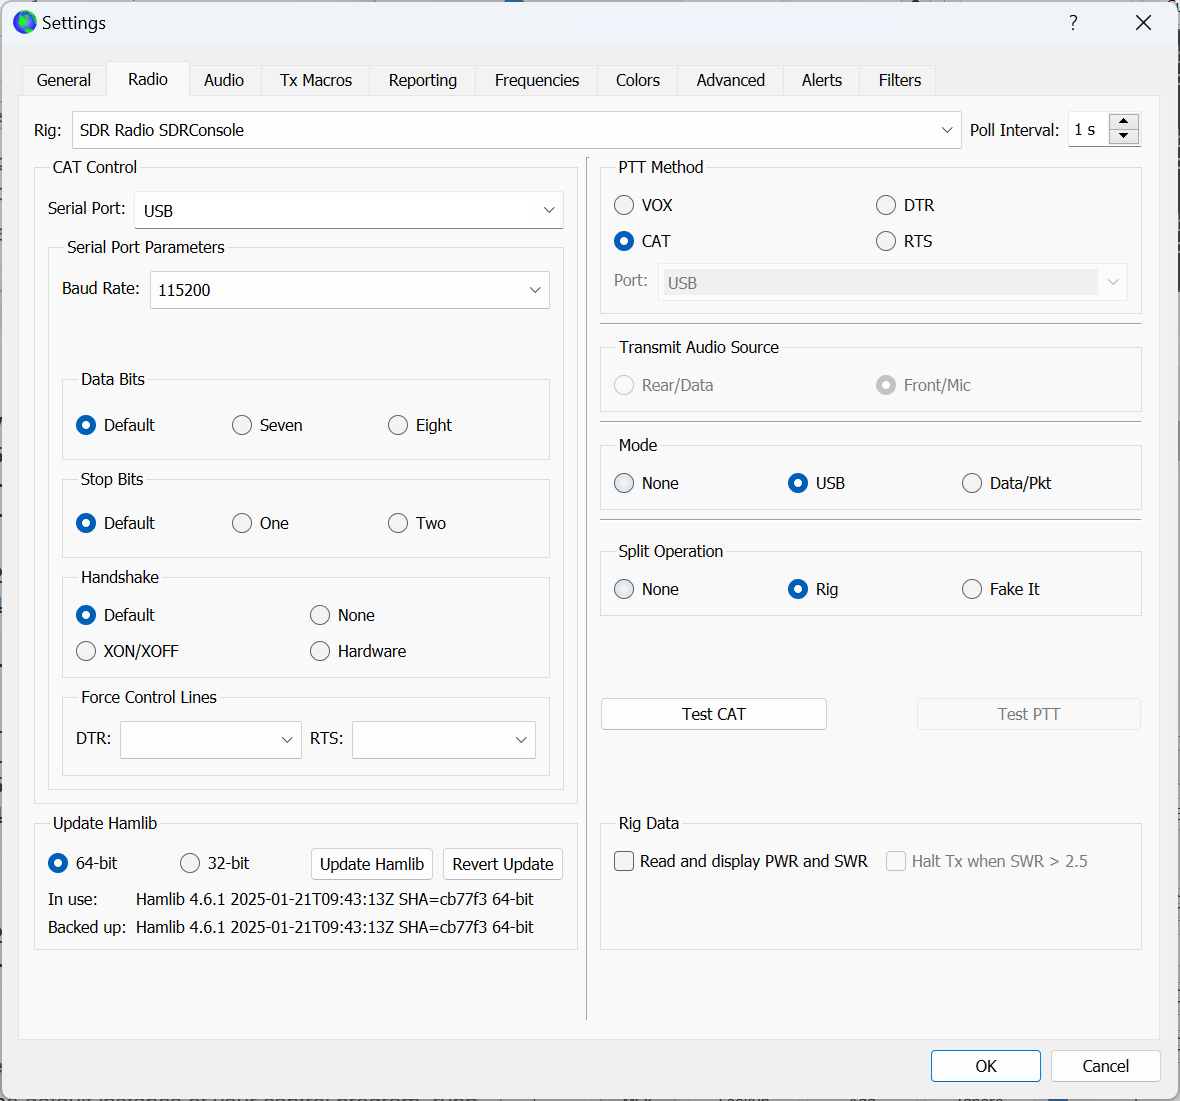 Settings
?
General Radio Audio Tx Macros Reporting Frequencies Colors Advanced Alerts Filters
Rig: SDR Radio SDRConsole Poll Interval: 1 s
CAT Control
Serial Port: USB
Serial Port Parameters
Baud Rate: 115200
Data Bits
Default Seven Eight
Stop Bits
Default One Two
Handshake
Default None
XON/XOFF Hardware
Force Control Lines
DTR: RTS:
Update Hamlib
64-bit 32-bit Update Hamlib Revert Update
In use: Hamlib 4.6.1 2025-01-21T09:43:13Z SHA=cb77f3 64-bit
Backed up: Hamlib 4.6.1 2025-01-21T09:43:13Z SHA=cb77f3 64-bit
PTT Method
VOX DTR
CAT RTS
Port: USB
Transmit Audio Source
Rear/Data Front/Mic
Mode
None USB Data/Pkt
Split Operation
None Rig Fake It
Test CAT Test PTT
Rig Data
Read and display PWR and SWR Halt Tx when SWR > 2.5
OK Cancel